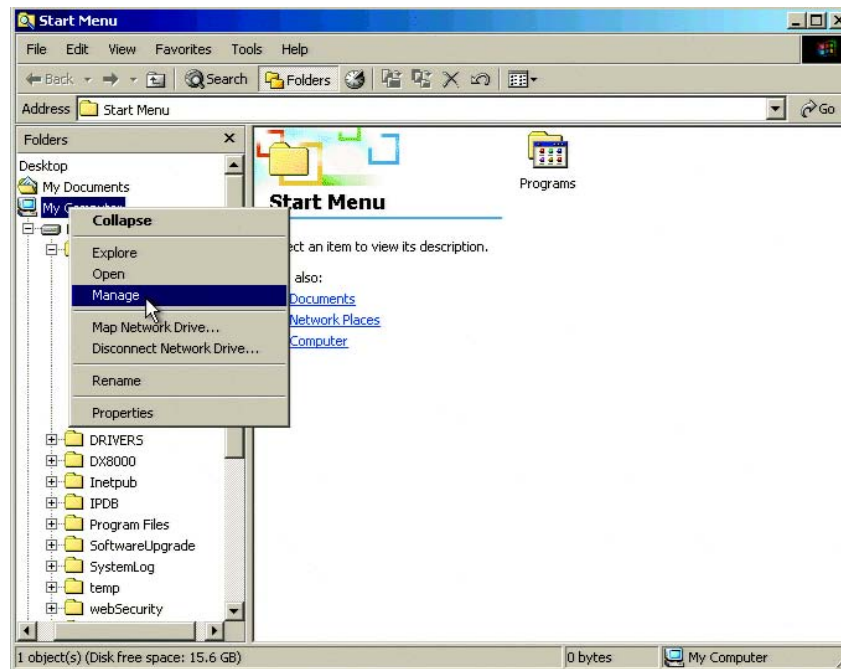 Start Menu
File Edit View Favorites Tools Help
Back Search Folders
Address Start Menu Go
Folders
Desktop
My Documents
My
Collapse
Explore
Open
Manage
Map Network Drive...
Disconnect Network Drive...
Rename
Properties
DRIVERS
DX8000
Inetpub
IPDB
Program Files
SoftwareUpgrade
SystemLog
temp
webSecurity
Start Menu
an item to view its description.
also:
Documents
Network Places
Computer
Programs
1 object(s) (Disk free space: 15.6 GB) 0 bytes My Computer